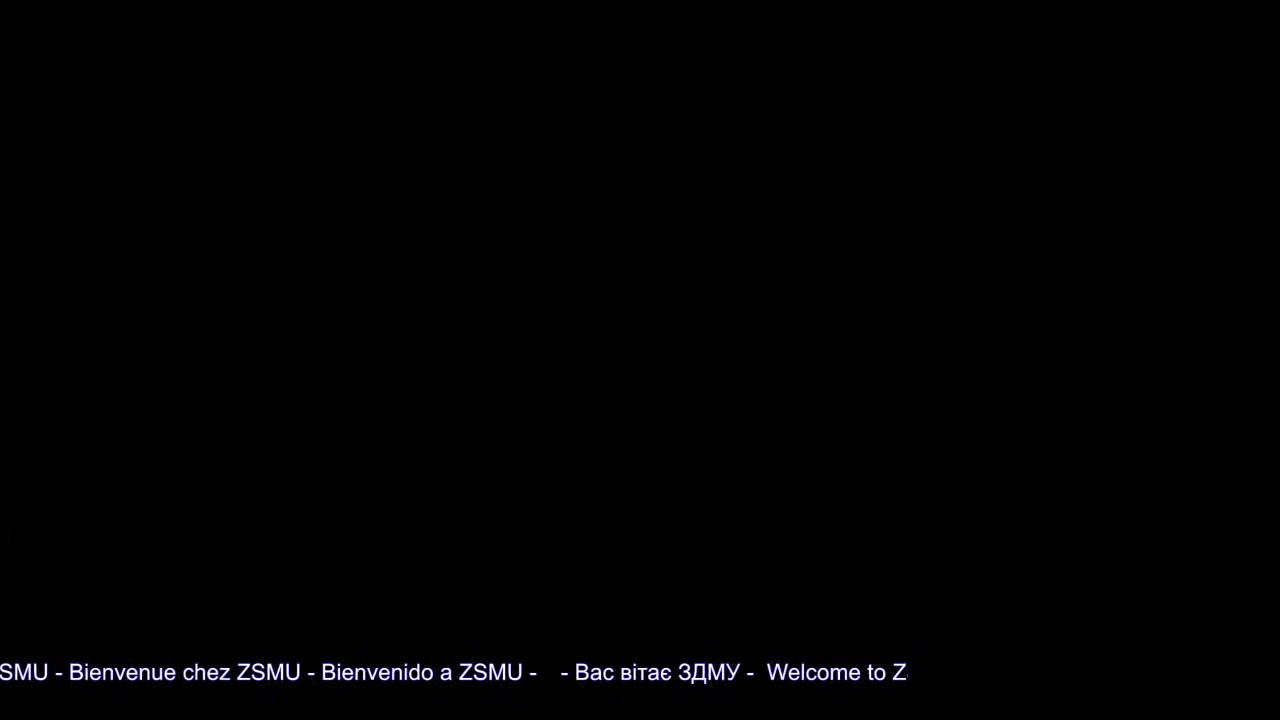 SMU - Bienvenue chez ZSMU - Bienvenido a ZSMU - - Вас вітає ЗДМУ - Welcome to Z